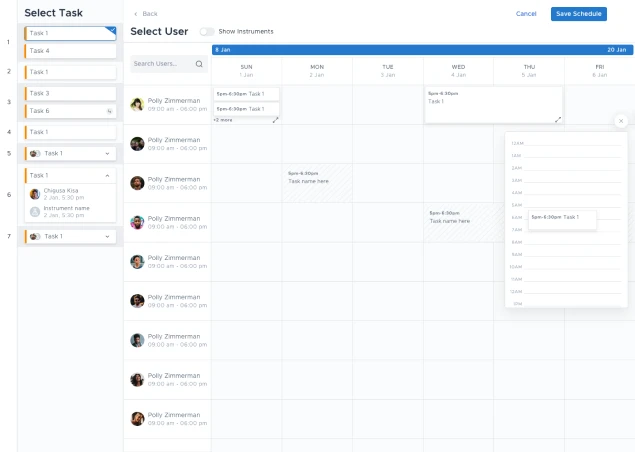 Select Task
1
Task 1
Task 4
2
Task 1
3
Task 3
Task 6
4
Task 1
5
Task 1
6
Task 1
Chiqusa Kisa
2 Jan, 5:30 pm
Instrument name
2 Jan, 5:30 pm
7
Task 1
Back
Cancel
Save Schedule
Select User
Show Instruments
8 Jan
20 Jan
Search Users...
SUN
1 Jan
MON
2 Jan
TUE
3 Jan
WED
4 Jan
THU
5 Jan
FRI
6 Jan
Polly Zimmerman
09:00 am - 06:00 pm
5pm-6:30pm Task 1
5pm-6:30pm Task 1
+2 more
5pm-6:30pm
Task 1
Polly Zimmerman
09:00 am - 06:00 pm
Polly Zimmerman
09:00 am - 06:00 pm
5pm-6:30pm
Task name here
Polly Zimmerman
09:00 am - 06:00 pm
5pm-6:30pm
Task name here
Polly Zimmerman
09:00 am - 06:00 pm
Polly Zimmerman
09:00 am - 06:00 pm
Polly Zimmerman
09:00 am - 06:00 pm
Polly Zimmerman
09:00 am - 06:00 pm
Polly Zimmerman
09:00 am - 06:00 pm
12AM
1AM
2AM
3AM
4AM
5AM
6AM
5pm-6:30pm Task 1
7AM
8AM
9AM
10AM
11AM
12AM
1PM